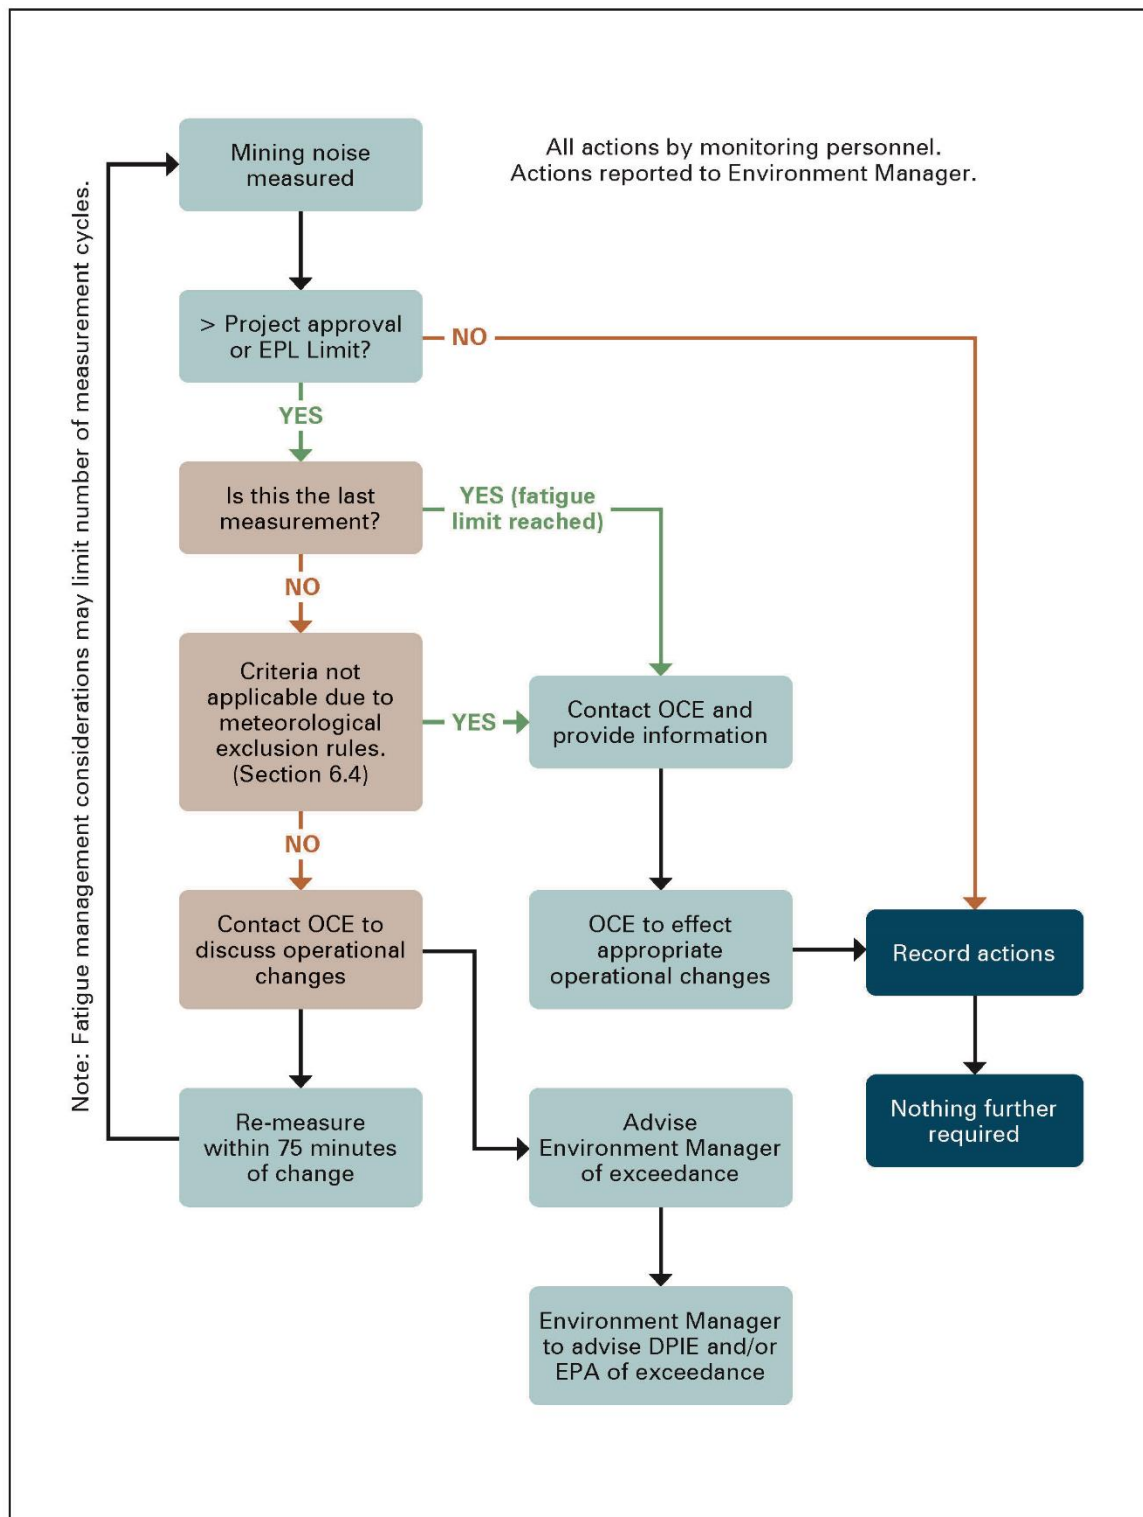 Mining noise
measured
All actions by monitoring personnel.
Actions reported to Environment Manager.
Note: Fatigue management considerations may limit number of measurement cycles.
> Project approval
or EPL Limit?
NO
YES
Is this the last
measurement?
YES (fatigue
limit reached)
NO
Criteria not
applicable due to
meteorological
exclusion rules.
(Section 6.4)
YES
Contact OCE and
provide information
NO
Contact OCE to
discuss operational
changes
OCE to effect
appropriate
operational changes
Record actions
Re-measure
within 75 minutes
of change
Advise
Environment Manager
of exceedance
Nothing further
required
Environment Manager
to advise DPIE and/or
EPA of exceedance